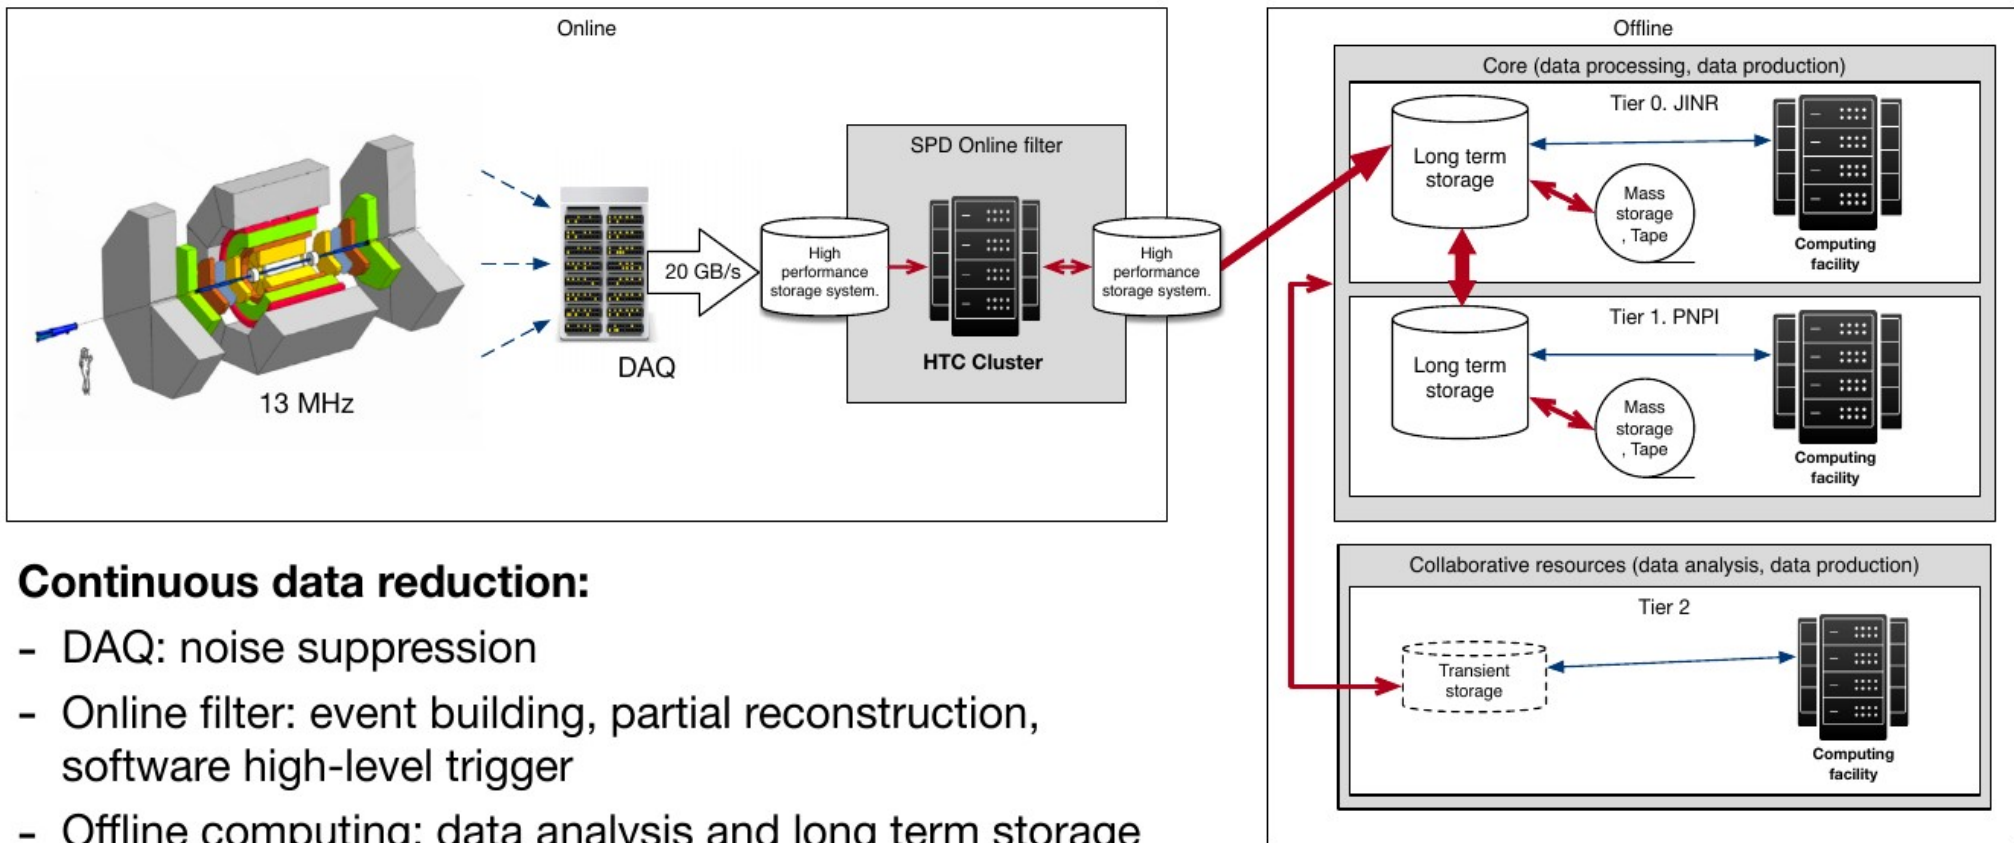 Online
13 MHz
DAQ
20 GB/s
High
performance
storage system.
SPD Online filter
HTC Cluster
High
performance
storage system.
Offline
Core (data processing, data production)
Tier 0. JINR
Long term
storage
Mass
storage
, Tape
Computing
facility
Tier 1. PNPI
Long term
storage
Mass
storage
, Tape
Computing
facility
Collaborative resources (data analysis, data production)
Tier 2
Transient
storage
Computing
facility
Continuous data reduction:
- DAQ: noise suppression
- Online filter: event building, partial reconstruction,
software high-level trigger
- Offline computing: data analysis and long term storage